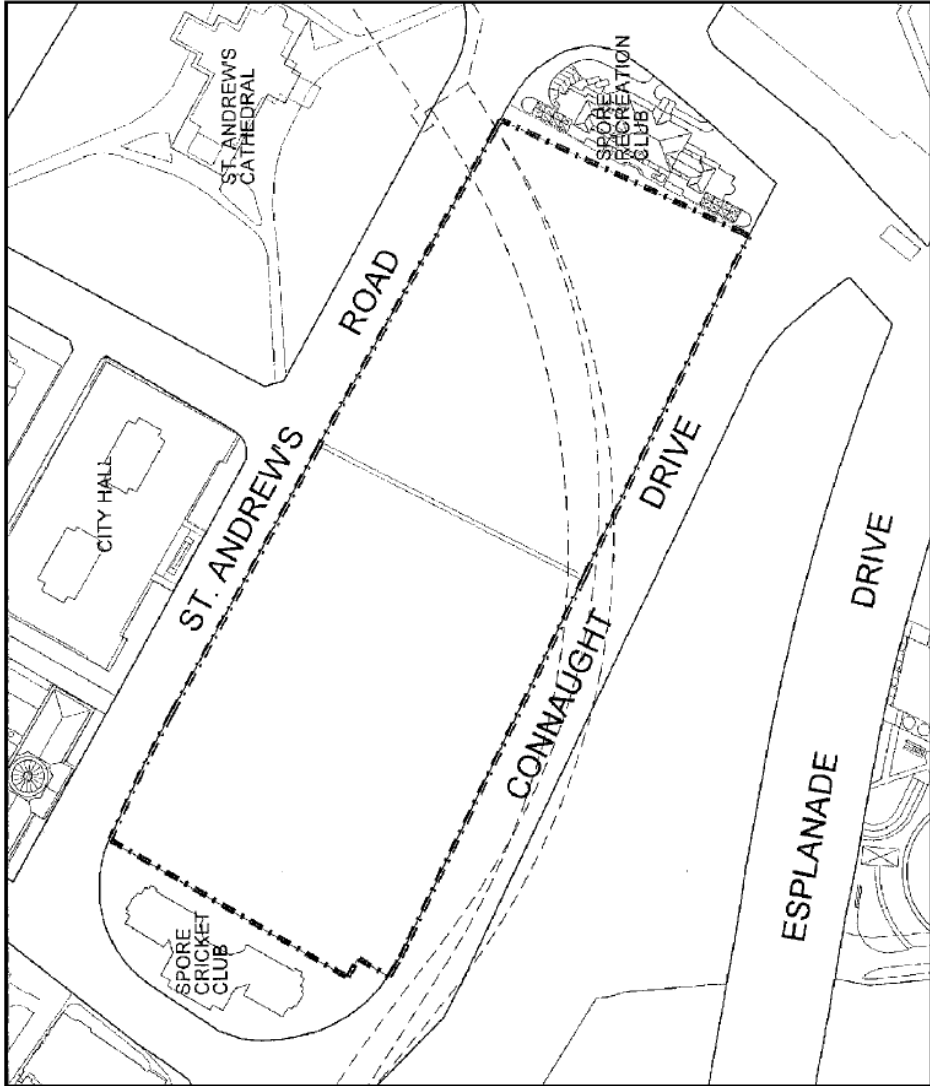 ST. ANDREW'S
CATHEDRAL
SPORE
RECREATION
CLUB
ROAD
CITY HALL
ST. ANDREW'S
DRIVE
CONNAUGHT
DRIVE
ESPLANADE
SPORE
CRICKET
CLUB